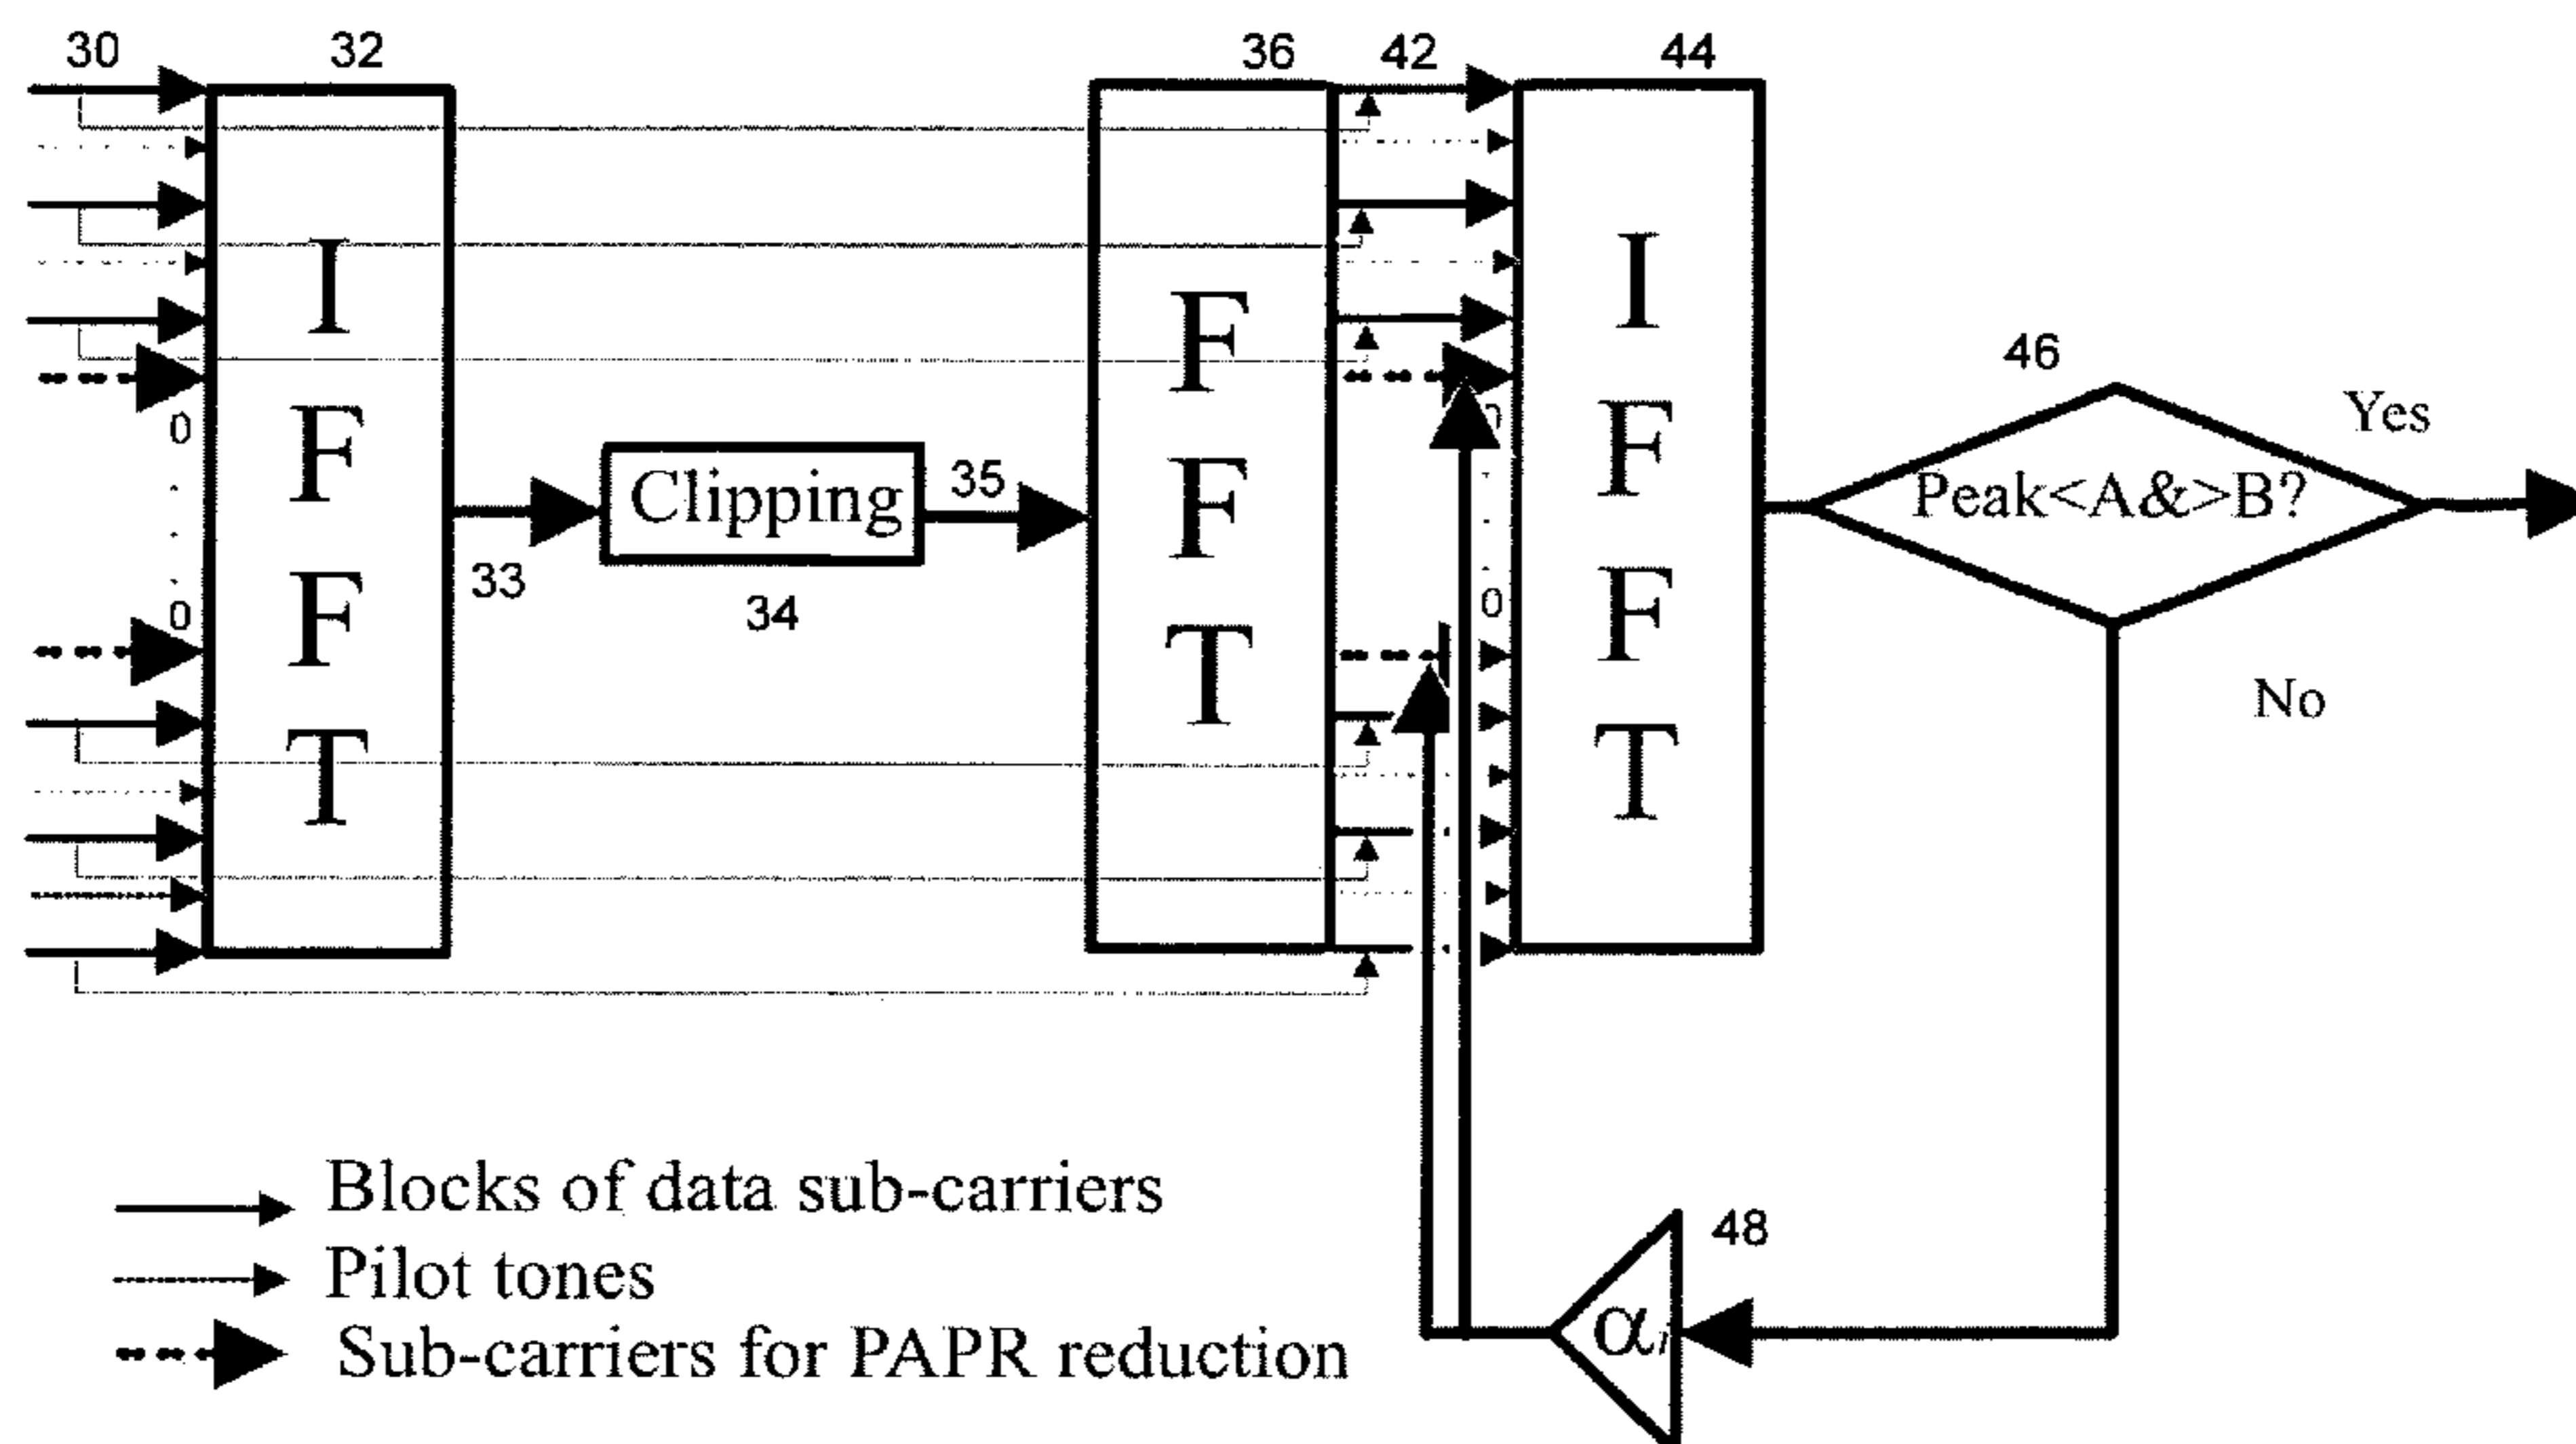 30 32 36 42 44
I F F T
F F T
I F F T
0
0
0
0
33
Clipping
34
35
46
Peak<A&>B?
Yes
No
48
αi
Blocks of data sub-carriers
Pilot tones
Sub-carriers for PAPR reduction